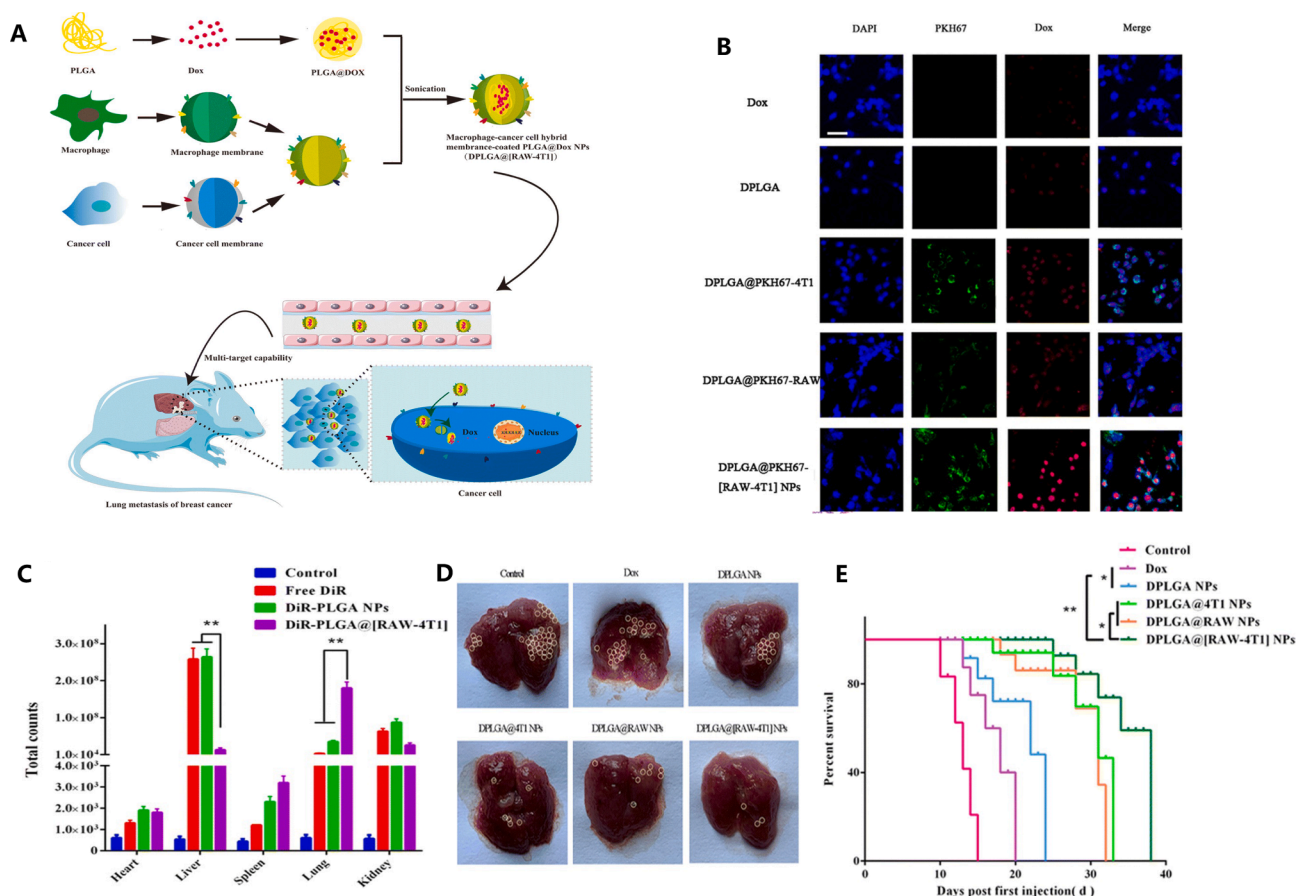 A
PLGA
Dox
PLGA@DOX
Sonication
Macrophage
Macrophage membrane
Macrophage-cancer cell hybrid
membrance-coated PLGA@Dox NPs
(DPLGA@[RAW-4T1])
Cancer cell
Cancer cell membrane
Multi-target capability
Dox
Nucleus
Cancer cell
Lung metastasis of breast cancer
B
DAPI PKH67 Dox Merge
Dox
DPLGA
DPLGA@PKH67-4T1
DPLGA@PKH67-RAW
DPLGA@PKH67-
[RAW-4T1] NPs
C
Control
Free DiR
DiR-PLGA NPs
DiR-PLGA@[RAW-4T1]
Total counts
3.0×10⁸
2.0×10⁸
1.0×10⁸
1.0×10⁴
4.0×10³
3.0×10³
2.0×10³
1.0×10³
0
**
**
Heart Liver Spleen Lung Kidney
D
Control Dox DPLGA NPs
DPLGA@4T1 NPs DPLGA@RAW NPs DPLGA@[RAW-4T1] NPs
E
Control
Dox
DPLGA NPs
DPLGA@4T1 NPs
DPLGA@RAW NPs
DPLGA@[RAW-4T1] NPs
*
**
*
Percent survival
80
40
0
0 10 20 30 40
Days post first injection( d )